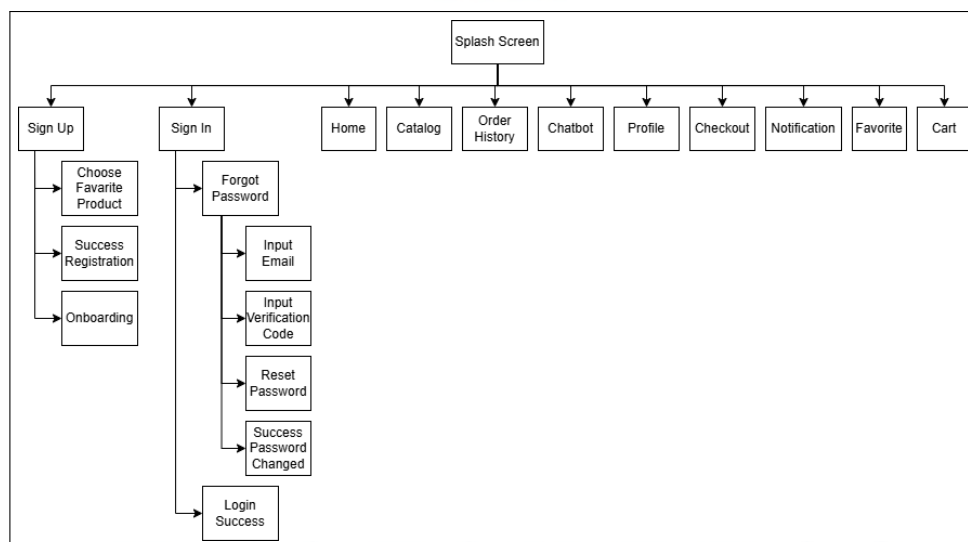 Splash Screen
Sign Up
Sign In
Home
Catalog
Order
History
Chatbot
Profile
Checkout
Notification
Favorite
Cart
Choose
Favarite
Product
Success
Registration
Onboarding
Forgot
Password
Input
Email
Input
Verification
Code
Reset
Password
Success
Password
Changed
Login
Success